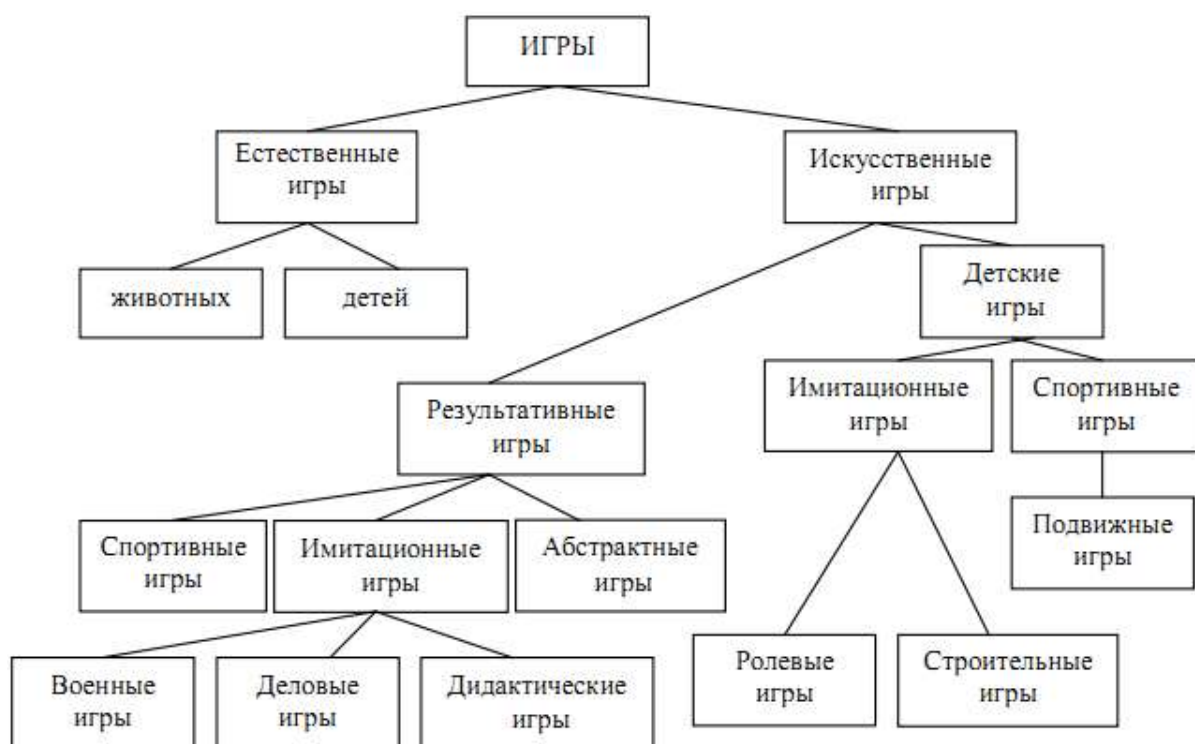 ИГРЫ
Естественные
игры
Искусственные
игры
животных
детей
Детские
игры
Результативные
игры
Имитационные
игры
Спортивные
игры
Спортивные
игры
Имитационные
игры
Абстрактные
игры
Подвижные
игры
Военные
игры
Деловые
игры
Дидактические
игры
Ролевые
игры
Строительные
игры